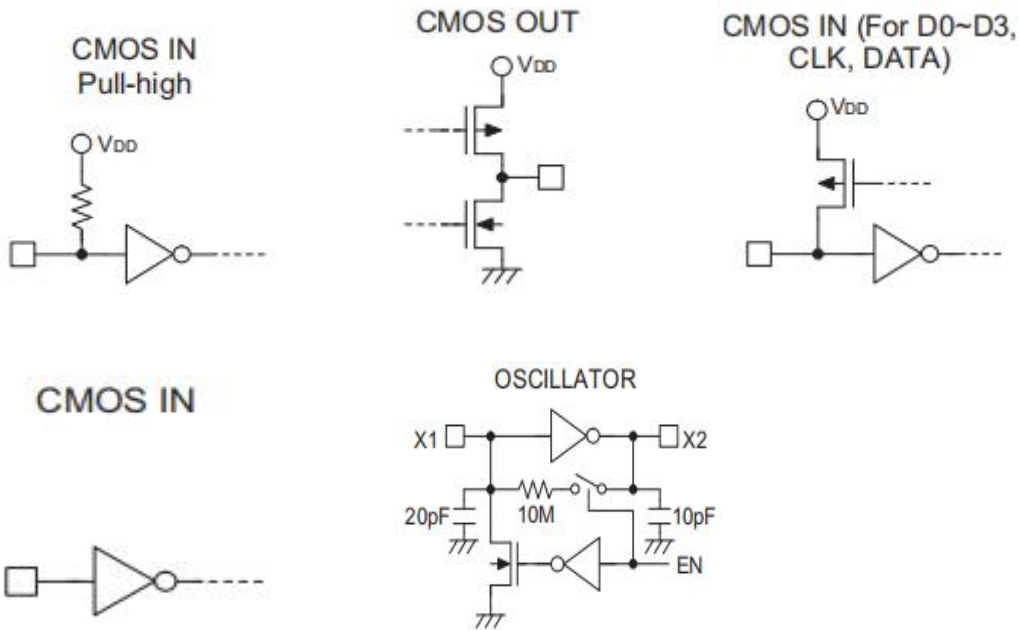 CMOS IN
Pull-high
VDD
CMOS OUT
VDD
CMOS IN (For D0~D3,
CLK, DATA)
VDD
CMOS IN
OSCILLATOR
X1
X2
20pF
10M
10pF
EN